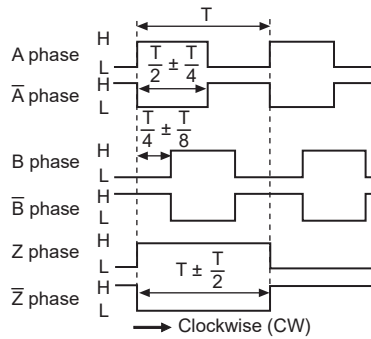 T
H
A phase
L
T/2 ± T/4
H
A̅ phase
L
T/4 ± T/8
H
B phase
L
H
B̅ phase
L
H
Z phase
L
T ± T/2
H
Z̅ phase
L
Clockwise (CW)